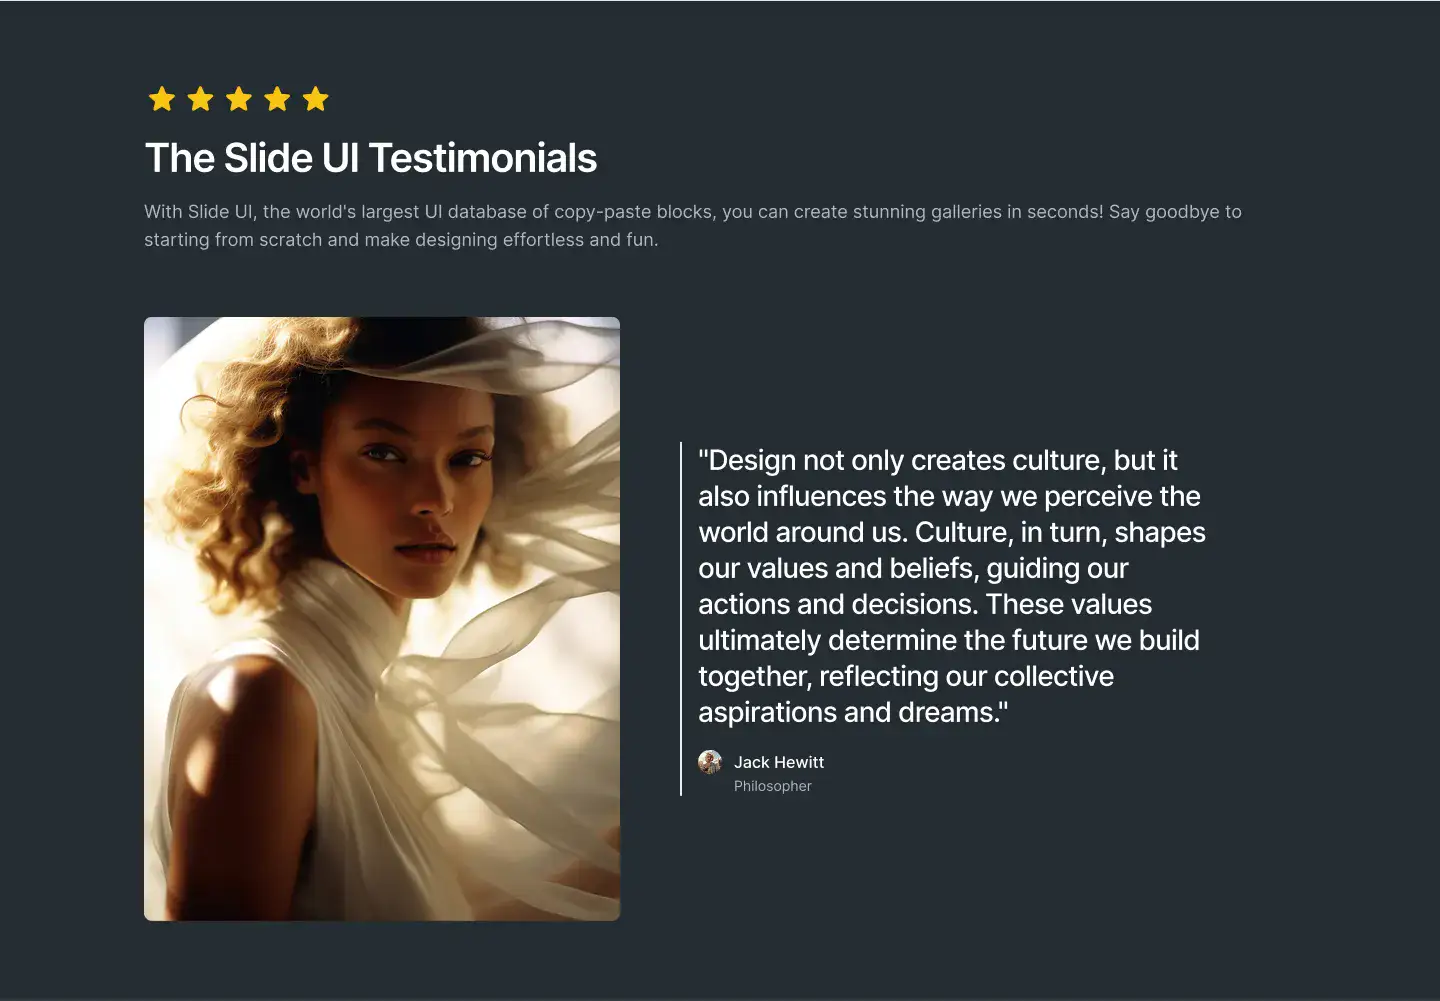 The Slide UI Testimonials
With Slide UI, the world's largest UI database of copy-paste blocks, you can create stunning galleries in seconds! Say goodbye to
starting from scratch and make designing effortless and fun.
"Design not only creates culture, but it
also influences the way we perceive the
world around us. Culture, in turn, shapes
our values and beliefs, guiding our
actions and decisions. These values
ultimately determine the future we build
together, reflecting our collective
aspirations and dreams."
Jack Hewitt
Philosopher